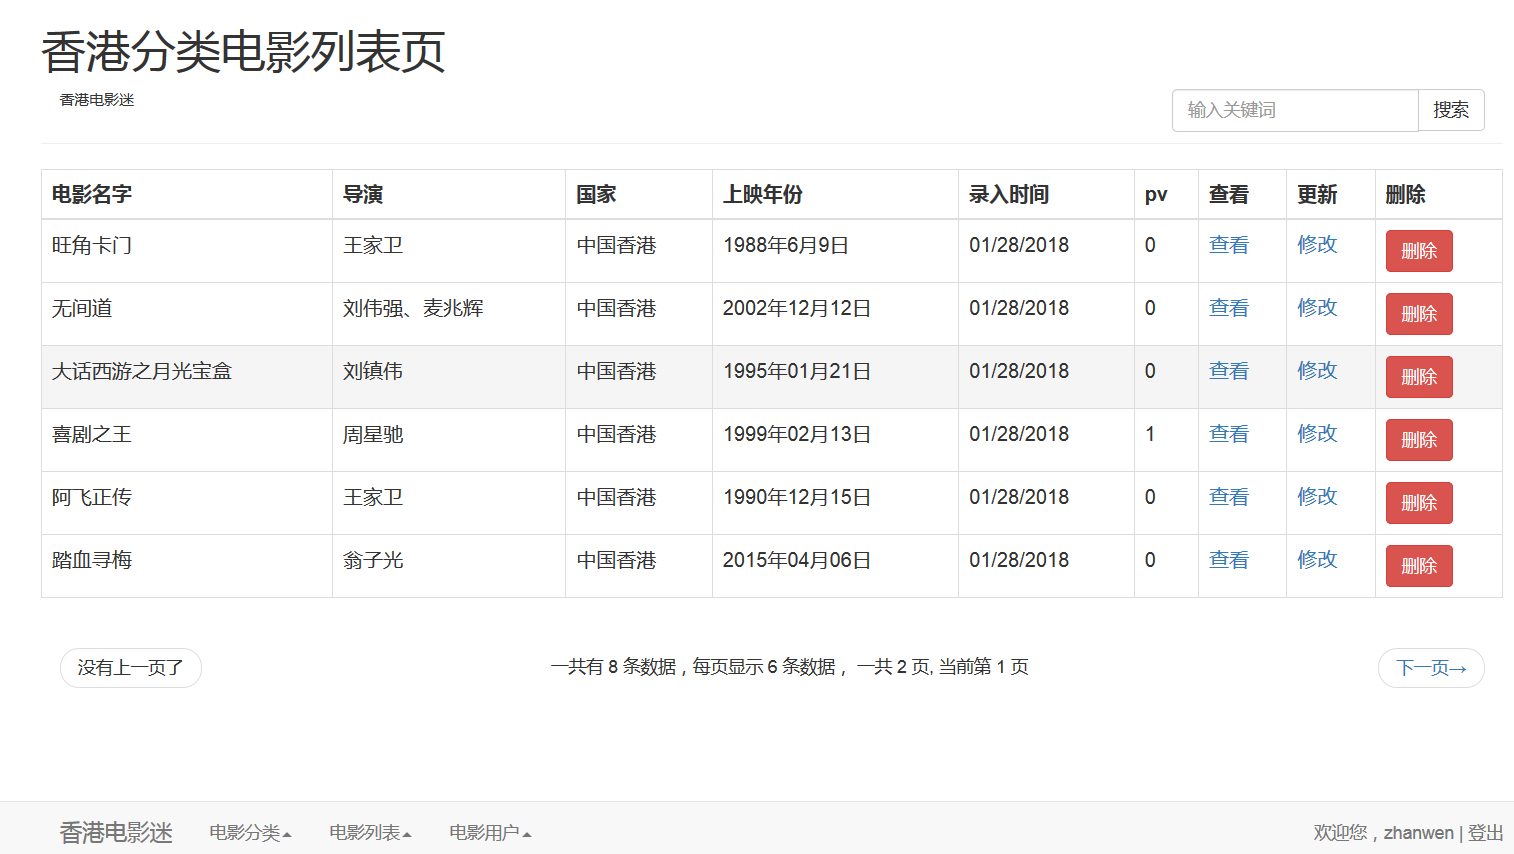 香港分类电影列表页
香港电影迷
输入关键词 搜索
电影名字 导演 国家 上映年份 录入时间 pv 查看 更新 删除
旺角卡门 王家卫 中国香港 1988年6月9日 01/28/2018 0 查看 修改 删除
无间道 刘伟强、麦兆辉 中国香港 2002年12月12日 01/28/2018 0 查看 修改 删除
大话西游之月光宝盒 刘镇伟 中国香港 1995年01月21日 01/28/2018 0 查看 修改 删除
喜剧之王 周星驰 中国香港 1999年02月13日 01/28/2018 1 查看 修改 删除
阿飞正传 王家卫 中国香港 1990年12月15日 01/28/2018 0 查看 修改 删除
踏血寻梅 翁子光 中国香港 2015年04月06日 01/28/2018 0 查看 修改 删除
没有上一页了 一共有 8 条数据，每页显示 6 条数据， 一共 2 页, 当前第 1 页 下一页→
香港电影迷 电影分类 电影列表 电影用户 欢迎您，zhanwen | 登出